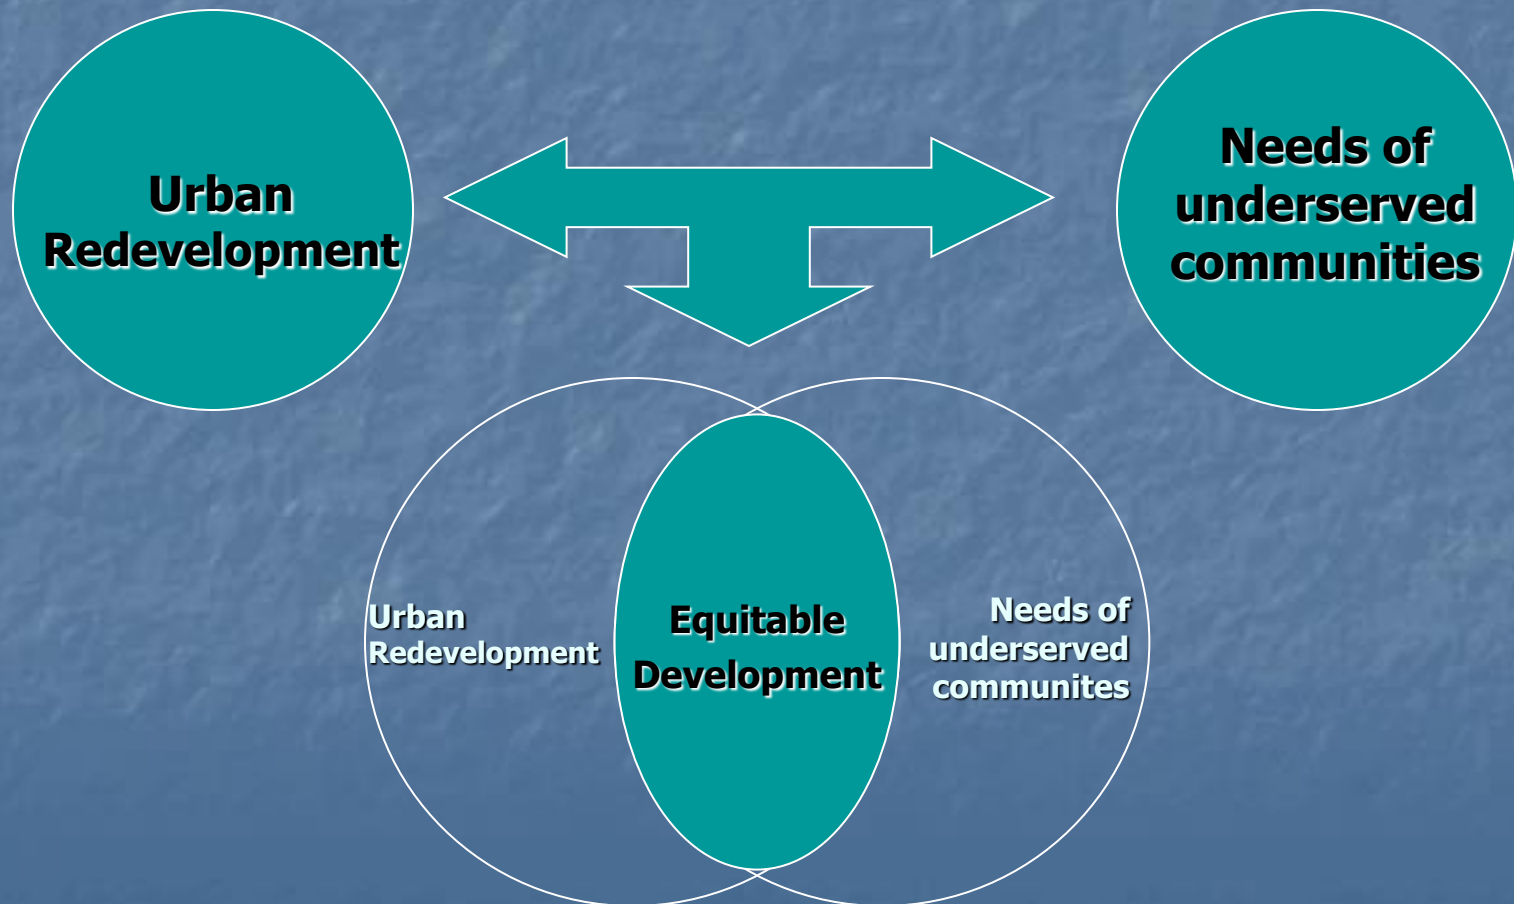 Urban
Redevelopment
Needs of
underserved
communities
Urban
Redevelopment
Equitable
Development
Needs of
underserved
communites